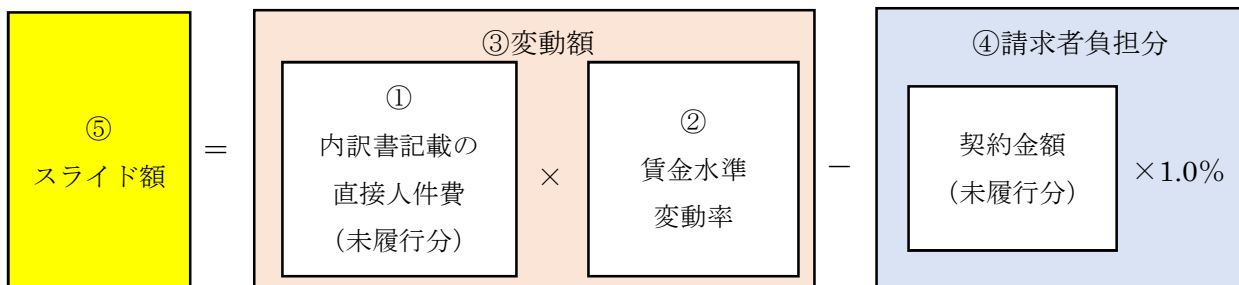 ⑤
スライド額
=
③変動額
①
内訳書記載の
直接人件費
(未履行分)
×
②
賃金水準
変動率
−
④請求者負担分
契約金額
(未履行分)
×1.0%